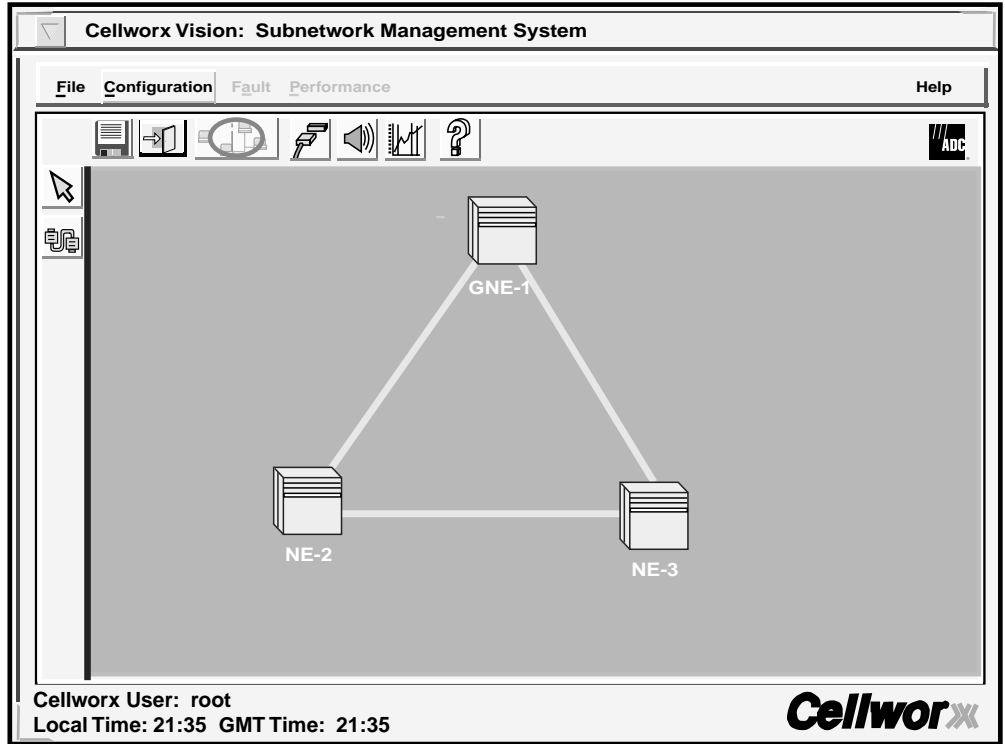 Cellworx Vision: Subnetwork Management System
File Configuration Fault Performance Help
ADC
GNE-1
NE-2
NE-3
Cellworx User: root
Local Time: 21:35 GMT Time: 21:35
Cellworx